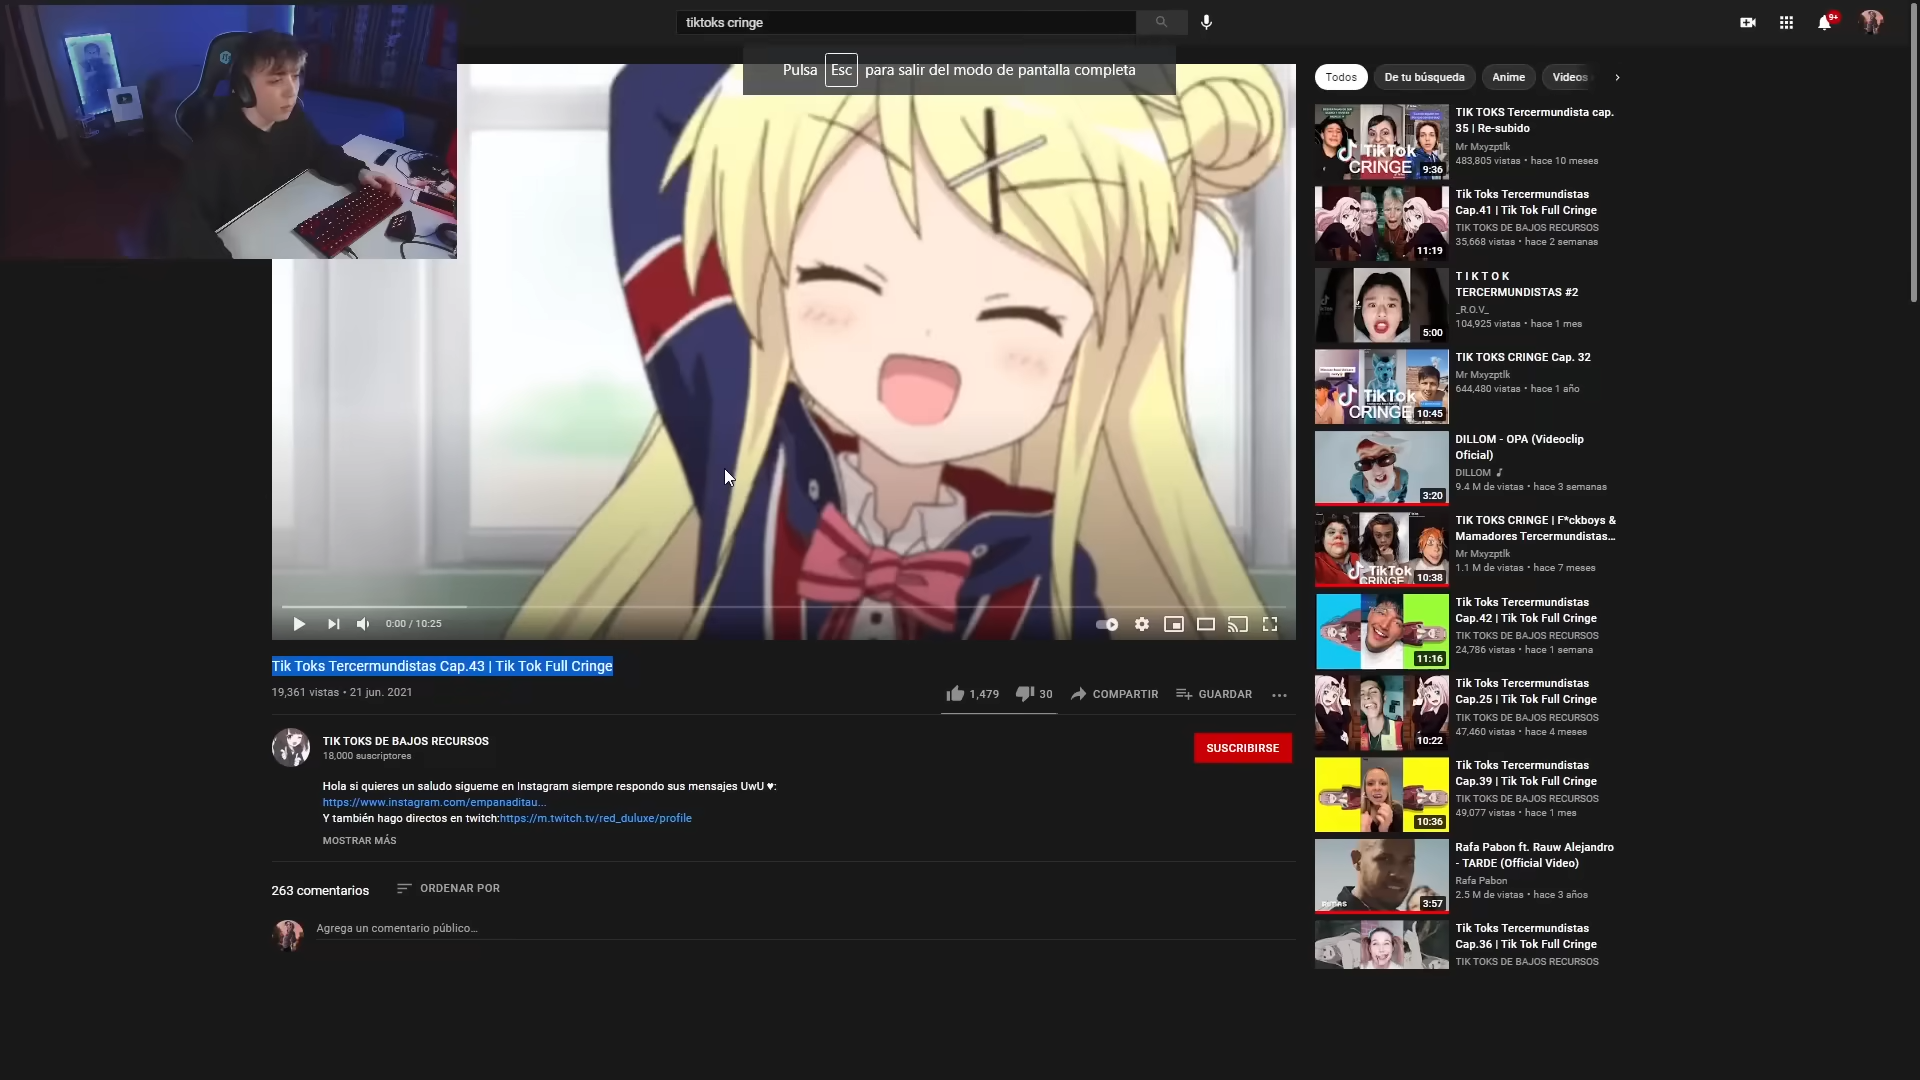 tiktoks cringe
9+
Pulsa Esc para salir del modo de pantalla completa
Todos
De tu búsqueda
Anime
Videos
0:00 / 10:25
Tik Toks Tercermundistas Cap.43 | Tik Tok Full Cringe
19,361 vistas • 21 jun. 2021
1,479
30
COMPARTIR
GUARDAR
TIK TOKS DE BAJOS RECURSOS
18,000 suscriptores
SUSCRIBIRSE
Hola si quieres un saludo sigueme en Instagram siempre respondo sus mensajes UwU ♥:
https://www.instagram.com/empanaditau...
Y también hago directos en twitch:https://m.twitch.tv/red_duluxe/profile
MOSTRAR MÁS
263 comentarios
ORDENAR POR
Agrega un comentario público...
TikTok
CRINGE
9:36
TIK TOKS Tercermundista cap.
35 | Re-subido
Mr Mxyzptlk
483,805 vistas • hace 10 meses
11:19
Tik Toks Tercermundistas
Cap.41 | Tik Tok Full Cringe
TIK TOKS DE BAJOS RECURSOS
35,668 vistas • hace 2 semanas
5:00
T I K T O K
TERCERMUNDISTAS #2
_R.O.V_
104,925 vistas • hace 1 mes
TikTok
CRINGE
10:45
TIK TOKS CRINGE Cap. 32
Mr Mxyzptlk
644,480 vistas • hace 1 año
3:20
DILLOM - OPA (Videoclip
Oficial)
DILLOM
9.4 M de vistas • hace 3 semanas
TikTok
CRINGE
10:38
TIK TOKS CRINGE | F*ckboys &
Mamadores Tercermundistas...
Mr Mxyzptlk
1.1 M de vistas • hace 7 meses
11:16
Tik Toks Tercermundistas
Cap.42 | Tik Tok Full Cringe
TIK TOKS DE BAJOS RECURSOS
24,786 vistas • hace 1 semana
10:22
Tik Toks Tercermundistas
Cap.25 | Tik Tok Full Cringe
TIK TOKS DE BAJOS RECURSOS
47,460 vistas • hace 4 meses
10:36
Tik Toks Tercermundistas
Cap.39 | Tik Tok Full Cringe
TIK TOKS DE BAJOS RECURSOS
49,077 vistas • hace 1 mes
3:57
Rafa Pabon ft. Rauw Alejandro
- TARDE (Official Video)
Rafa Pabon
2.5 M de vistas • hace 3 años
Tik Toks Tercermundistas
Cap.36 | Tik Tok Full Cringe
TIK TOKS DE BAJOS RECURSOS